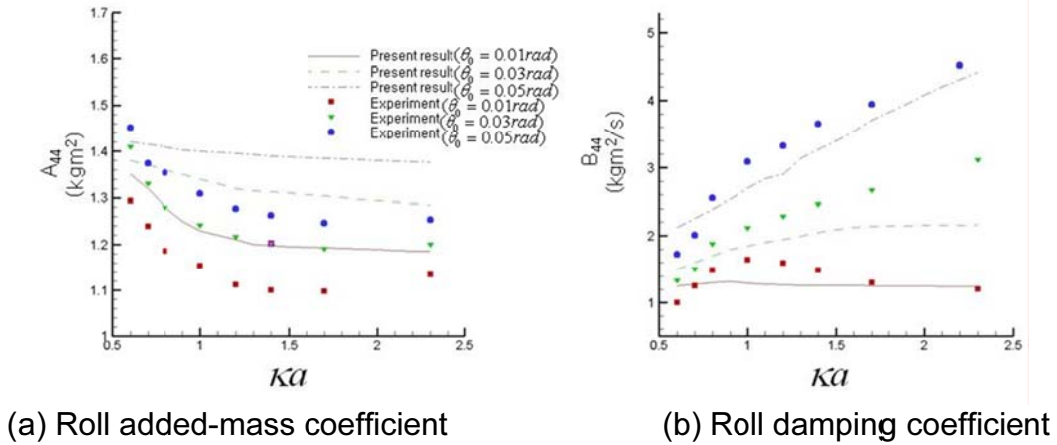 1.7
1.6
1.5
1.4
1.3
1.2
1.1
1
0.5
1
1.5
2
2.5
A44
(kgm2)
κa
Present result(θ0 = 0.01rad)
Present result(θ0 = 0.03rad)
Present result(θ0 = 0.05rad)
Experiment(θ0 = 0.01rad)
Experiment(θ0 = 0.03rad)
Experiment(θ0 = 0.05rad)
5
4
3
2
1
0.5
1
1.5
2
2.5
B44
(kgm2/s)
κa
(a) Roll added-mass coefficient
(b) Roll damping coefficient